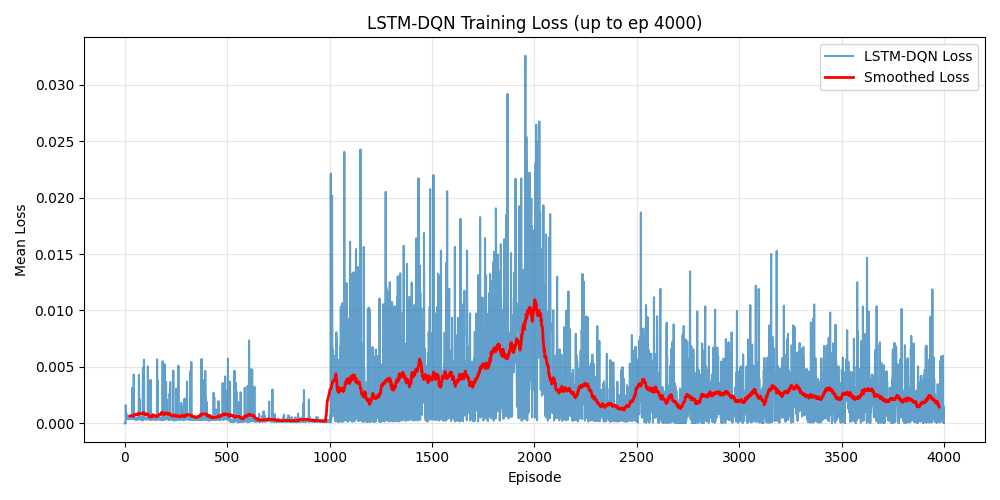 LSTM-DQN Training Loss (up to ep 4000)
LSTM-DQN Loss
Smoothed Loss
Mean Loss
0.030
0.025
0.020
0.015
0.010
0.005
0.000
0 500 1000 1500 2000 2500 3000 3500 4000
Episode